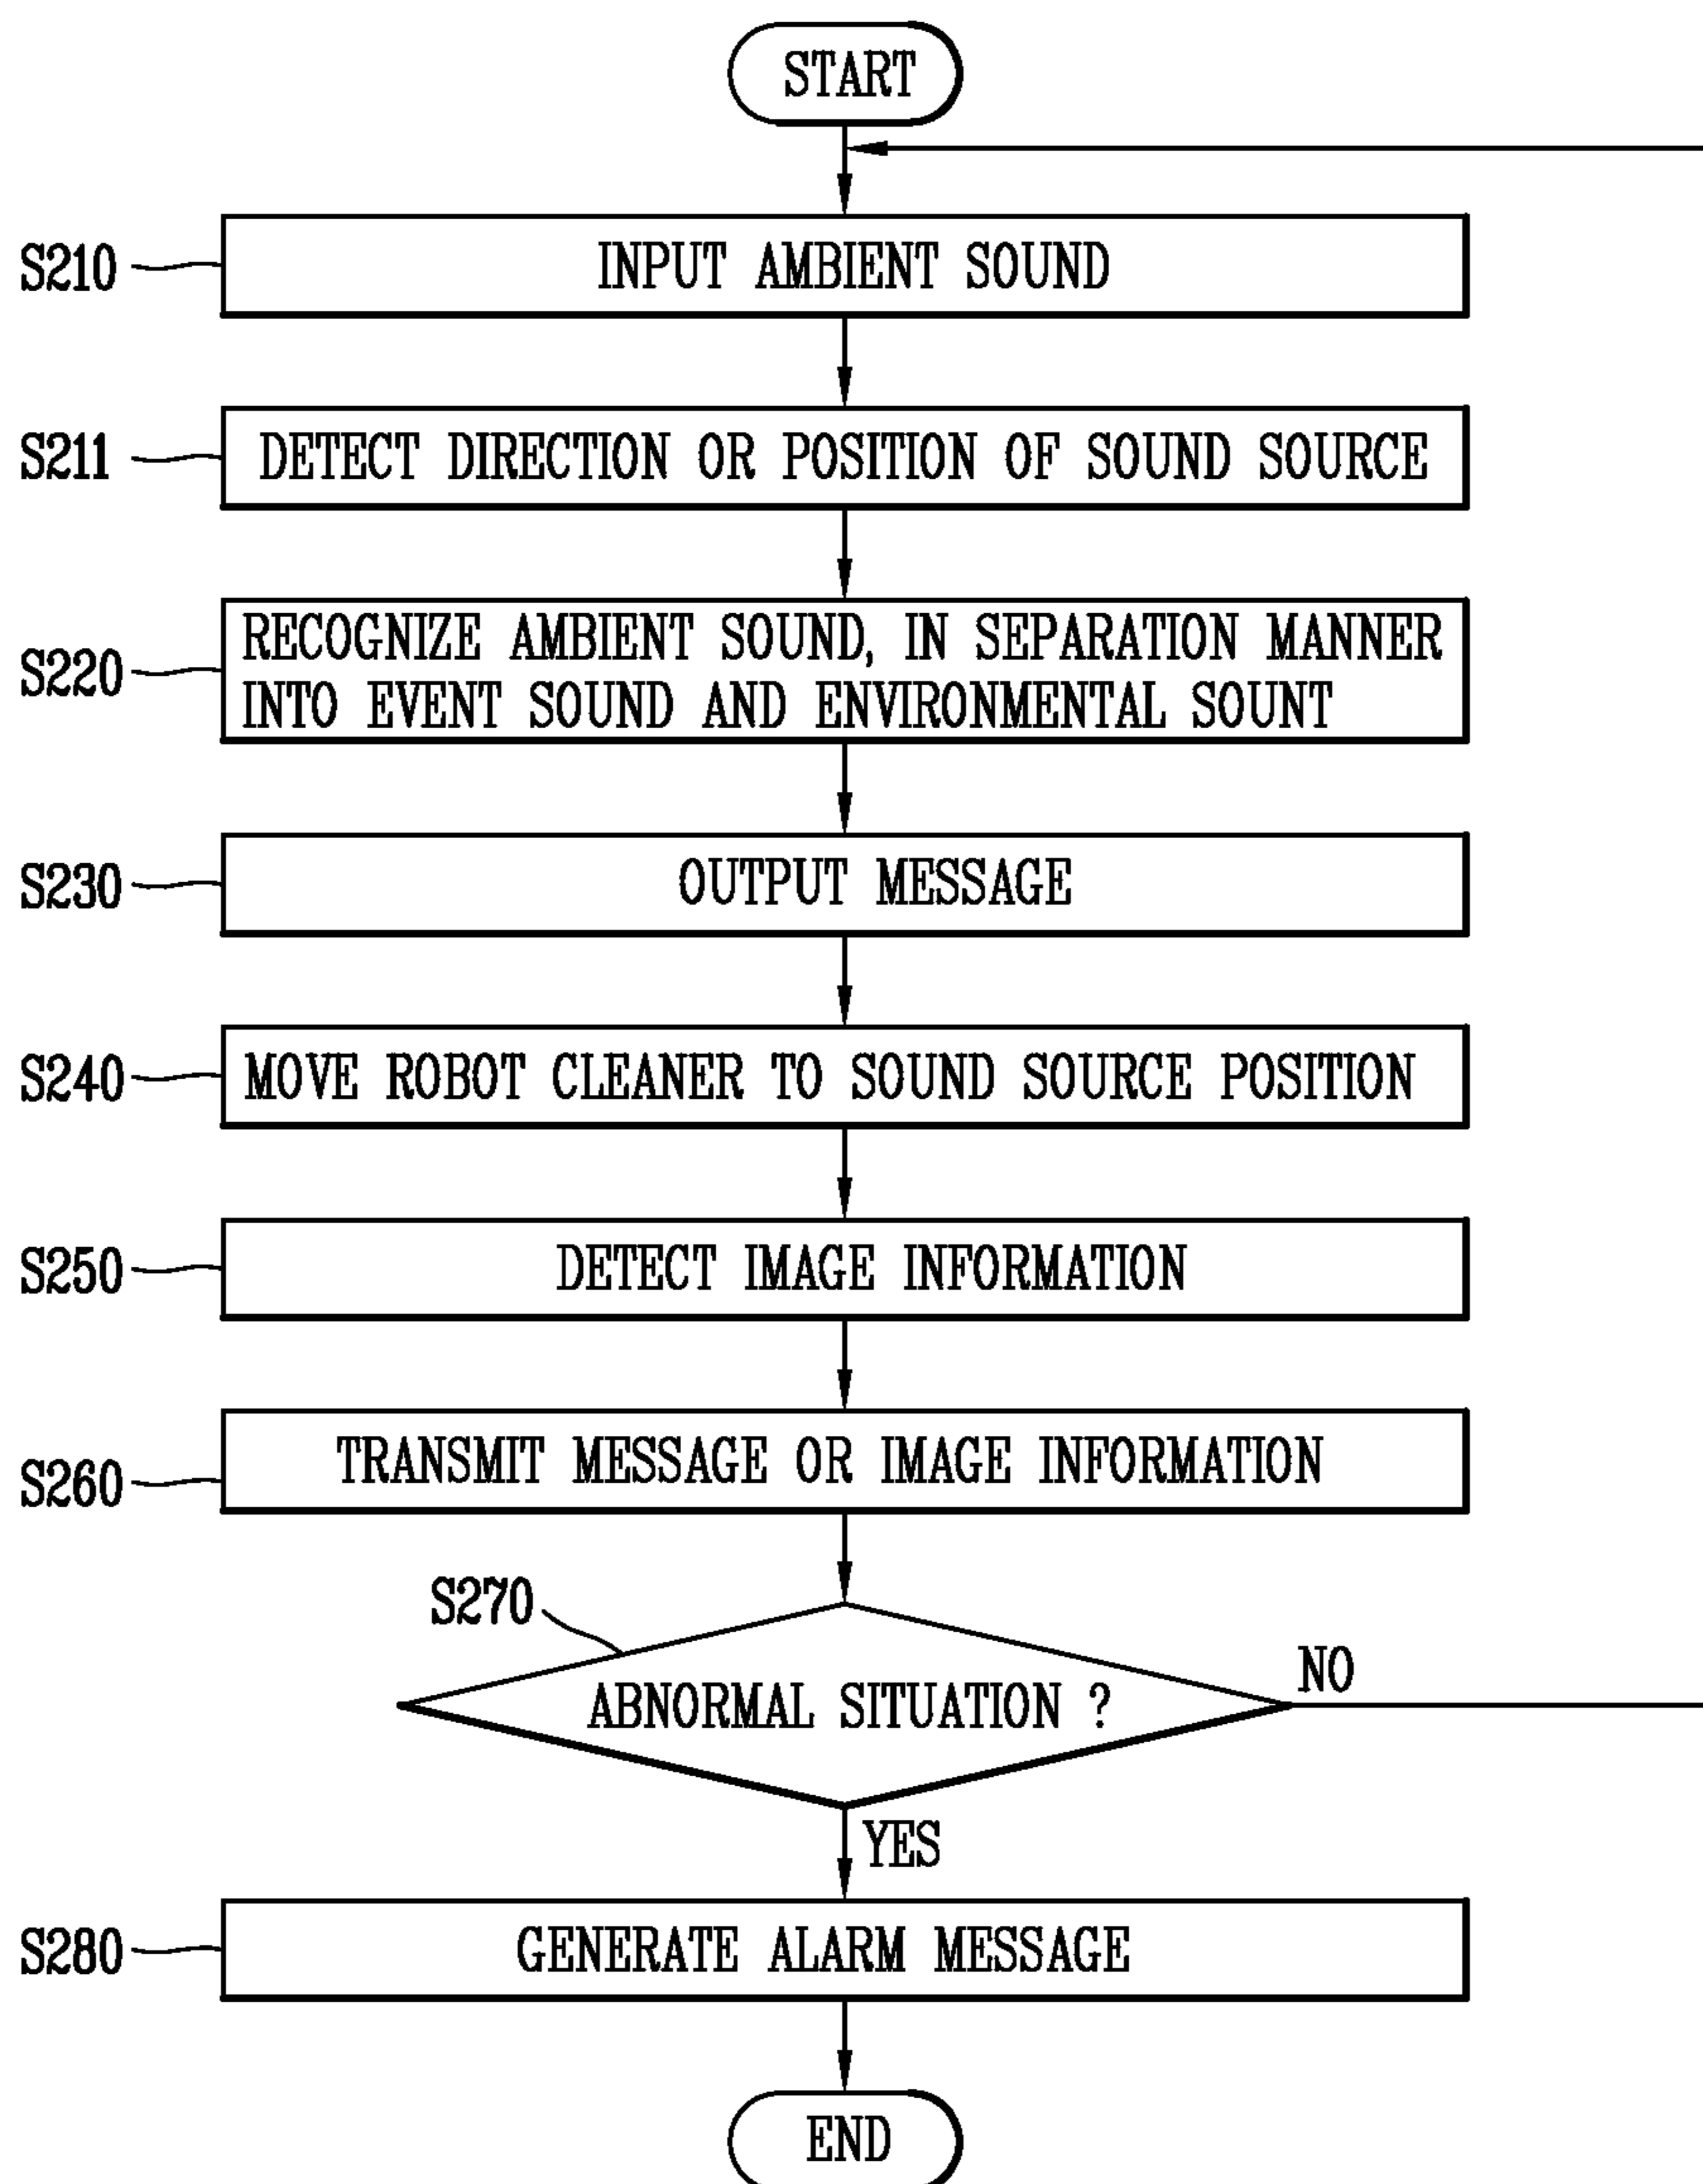 START
S210
INPUT AMBIENT SOUND
S211
DETECT DIRECTION OR POSITION OF SOUND SOURCE
S220
RECOGNIZE AMBIENT SOUND, IN SEPARATION MANNER
INTO EVENT SOUND AND ENVIRONMENTAL SOUNT
S230
OUTPUT MESSAGE
S240
MOVE ROBOT CLEANER TO SOUND SOURCE POSITION
S250
DETECT IMAGE INFORMATION
S260
TRANSMIT MESSAGE OR IMAGE INFORMATION
S270
ABNORMAL SITUATION ?
NO
YES
S280
GENERATE ALARM MESSAGE
END